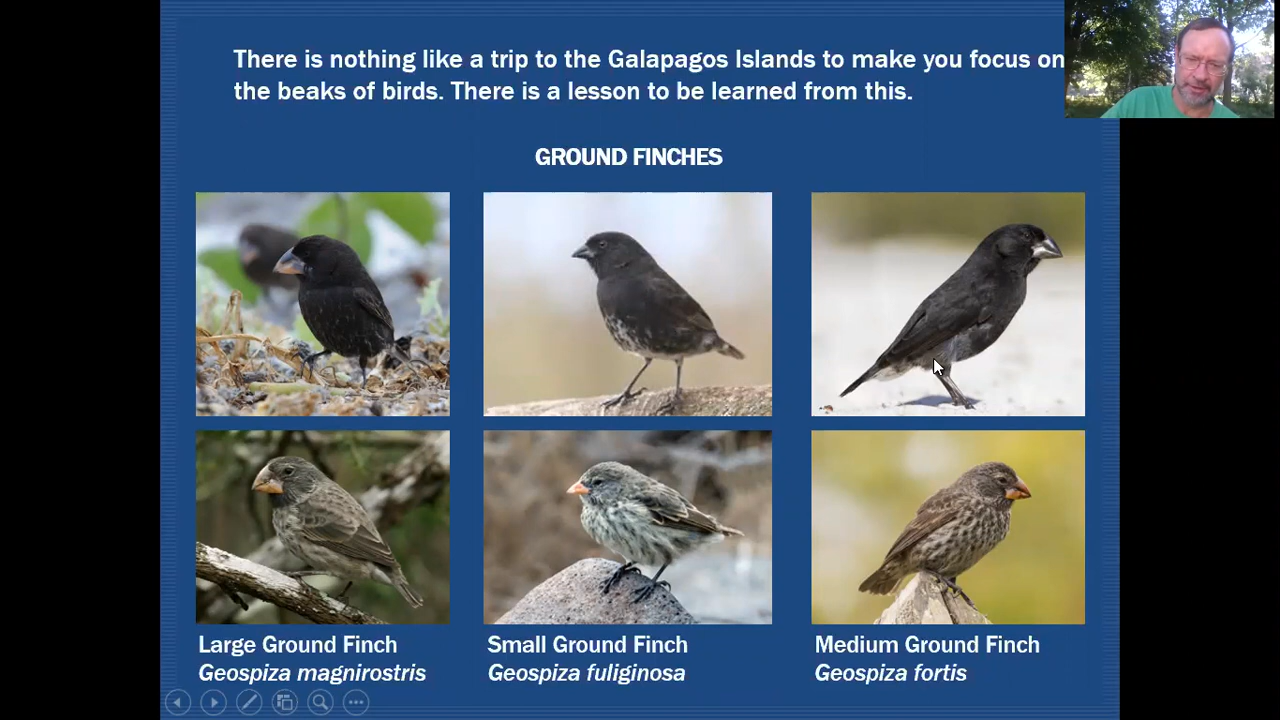 There is nothing like a trip to the Galapagos Islands to make you focus on
the beaks of birds. There is a lesson to be learned from this.
GROUND FINCHES
Large Ground Finch
Geospiza magnirostris
Small Ground Finch
Geospiza fuliginosa
Medium Ground Finch
Geospiza fortis